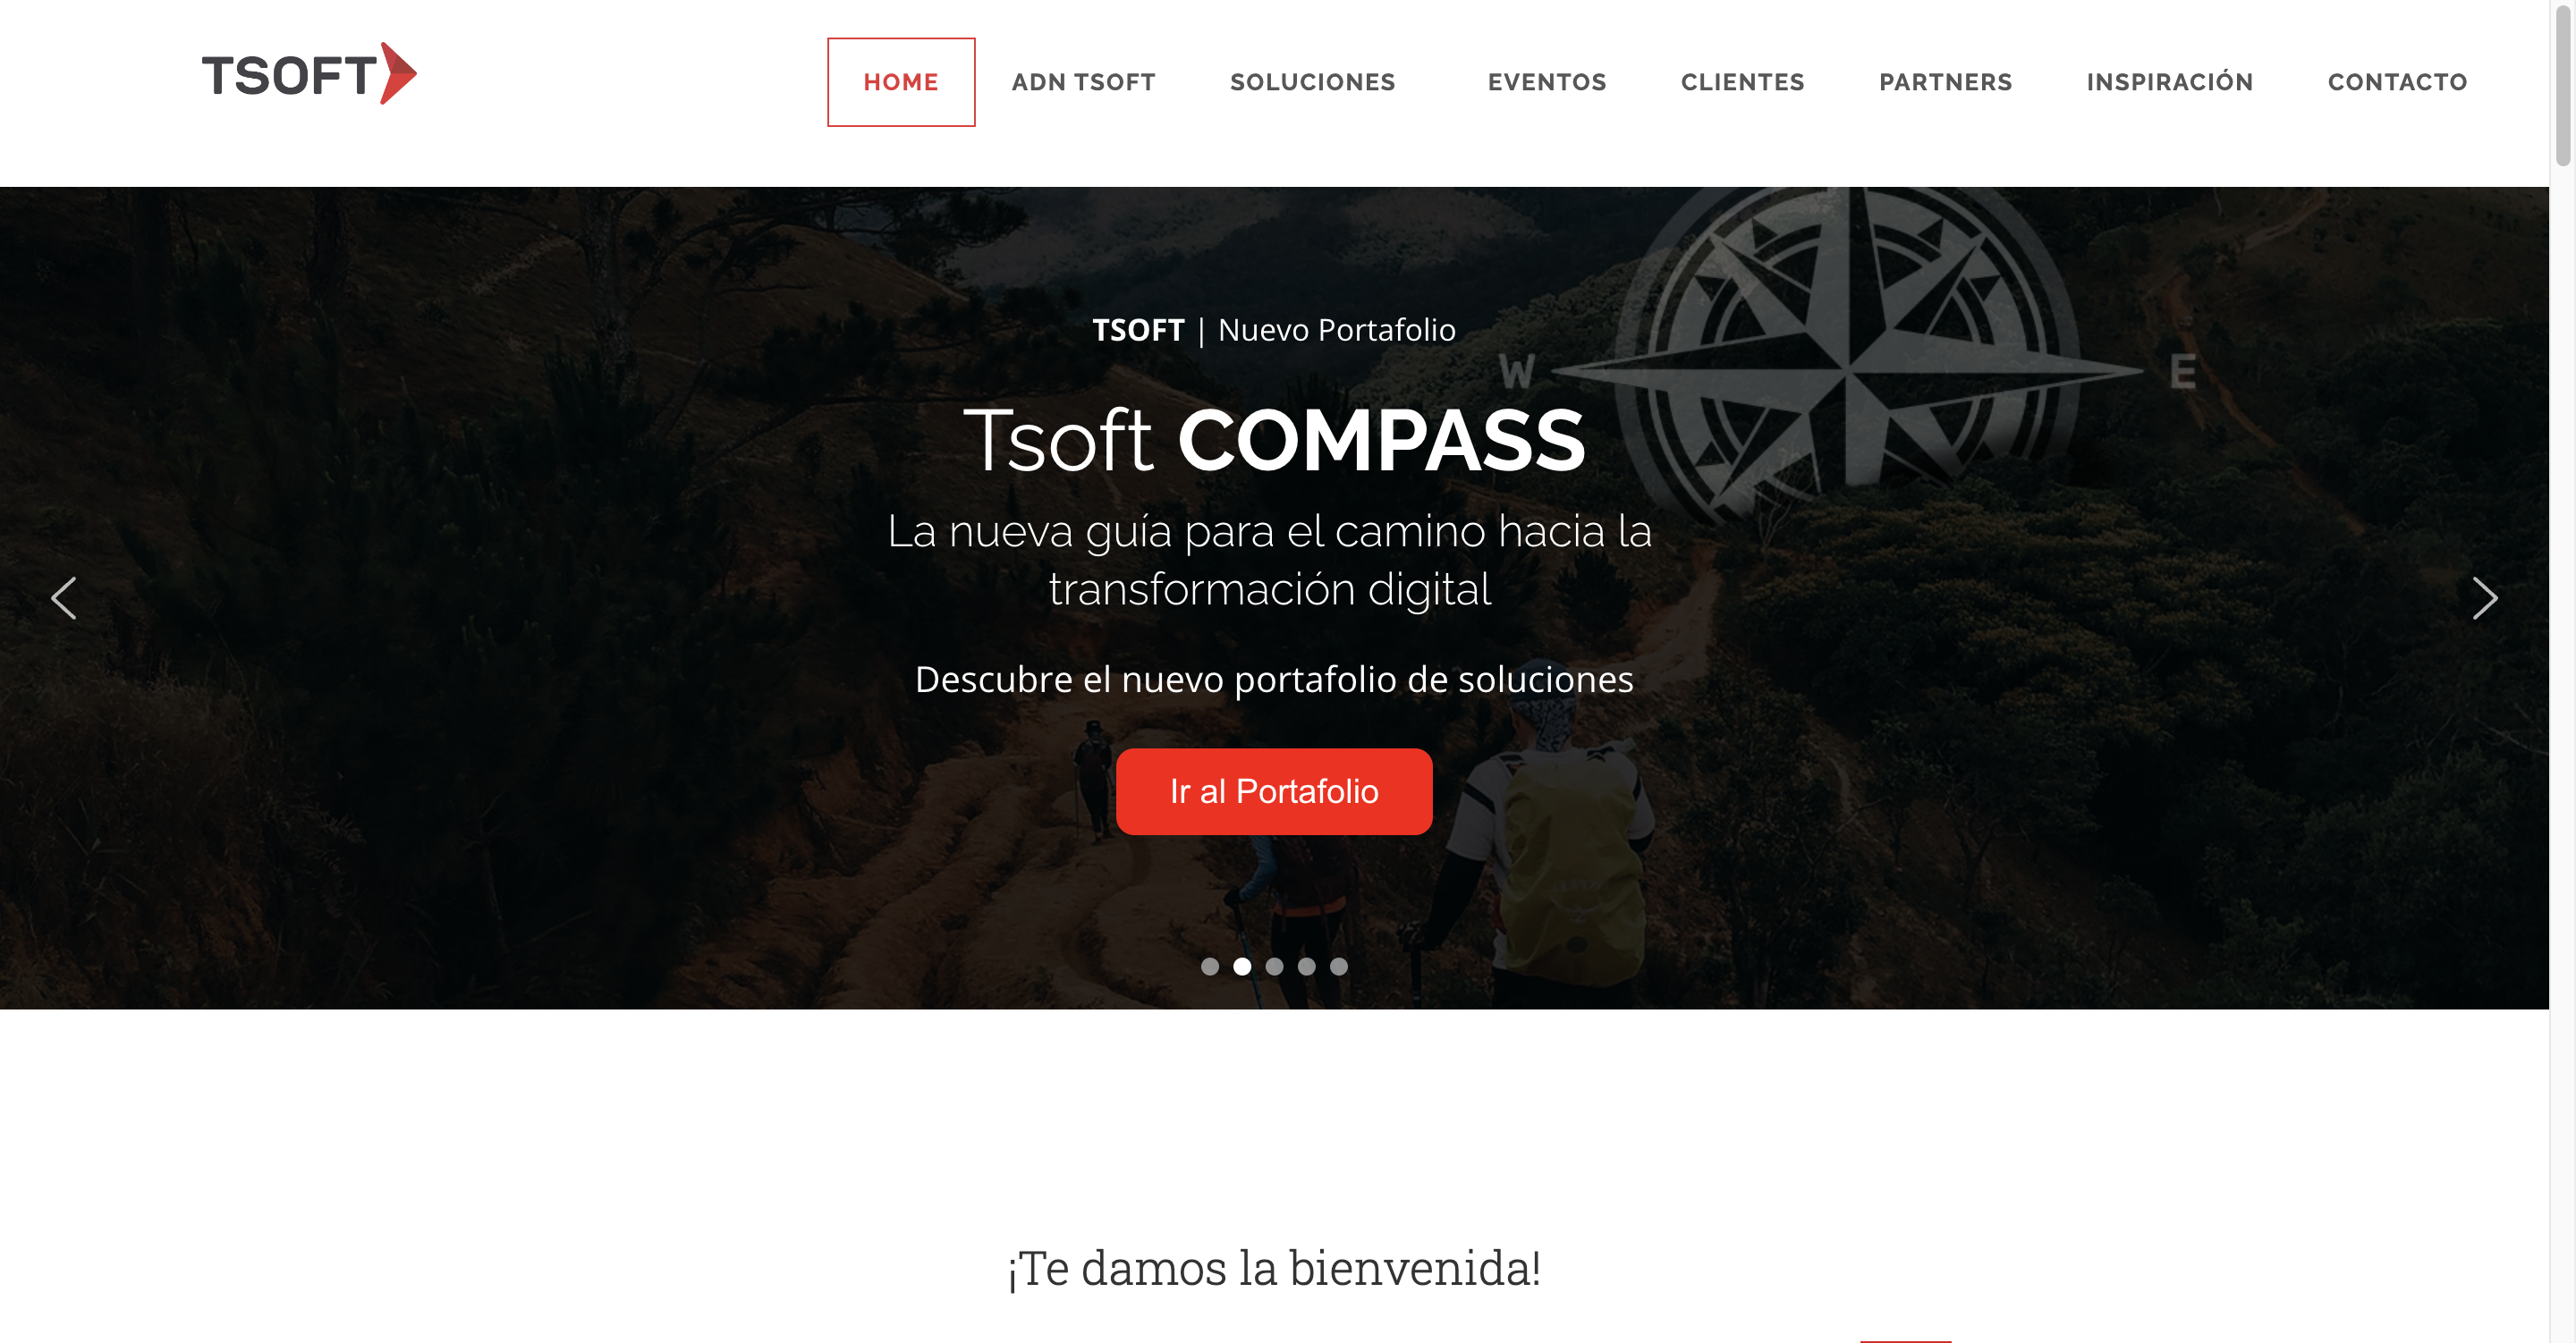 TSOFT
HOME
ADN TSOFT
SOLUCIONES
EVENTOS
CLIENTES
PARTNERS
INSPIRACIÓN
CONTACTO
TSOFT | Nuevo Portafolio
W
E
Tsoft COMPASS
La nueva guía para el camino hacia la
transformación digital
Descubre el nuevo portafolio de soluciones
Ir al Portafolio
¡Te damos la bienvenida!